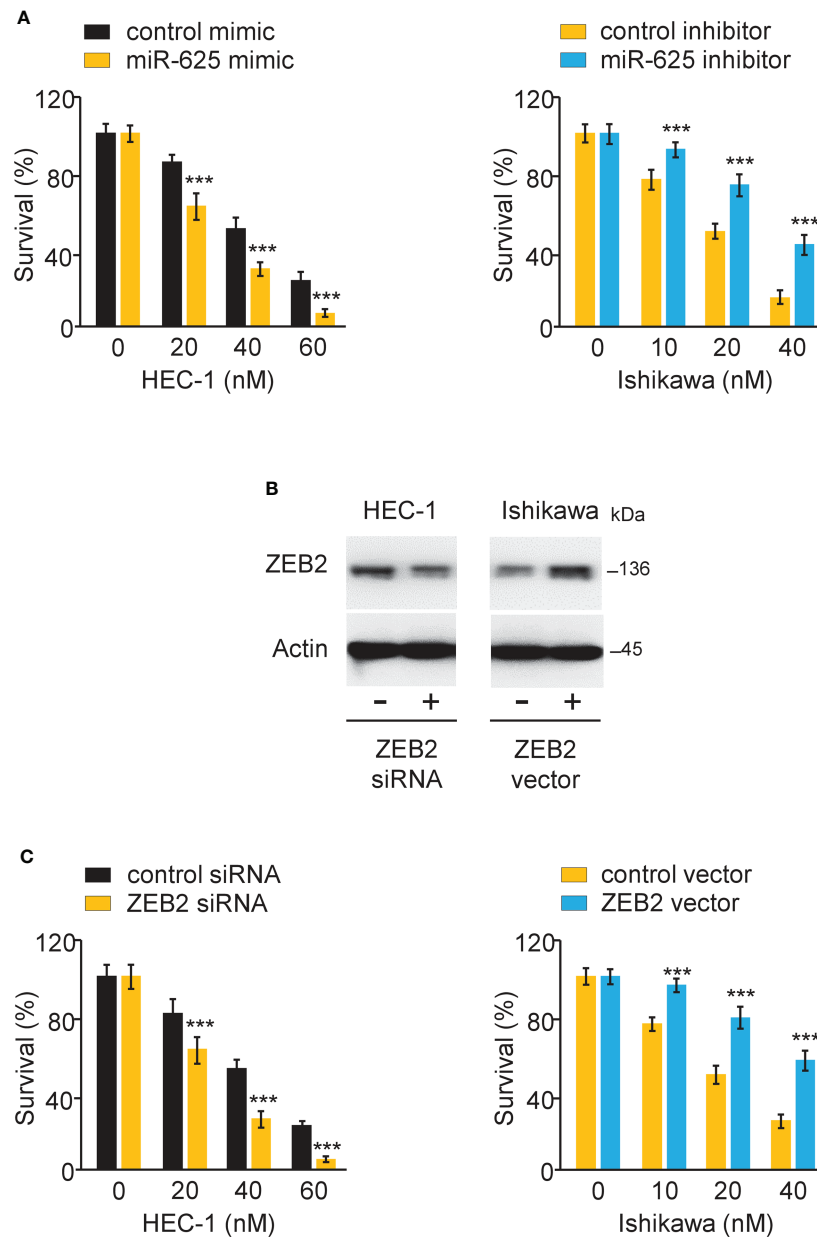 A
control mimic
miR-625 mimic
Survival (%)
120
80
40
0
***
***
***
0 20 40 60
HEC-1 (nM)
control inhibitor
miR-625 inhibitor
Survival (%)
120
80
40
0
***
***
***
0 10 20 40
Ishikawa (nM)
B
HEC-1 Ishikawa kDa
ZEB2 –136
Actin –45
- + - +
ZEB2 siRNA
ZEB2 vector
C
control siRNA
ZEB2 siRNA
Survival (%)
120
80
40
0
***
***
***
0 20 40 60
HEC-1 (nM)
control vector
ZEB2 vector
Survival (%)
120
80
40
0
***
***
***
0 10 20 40
Ishikawa (nM)